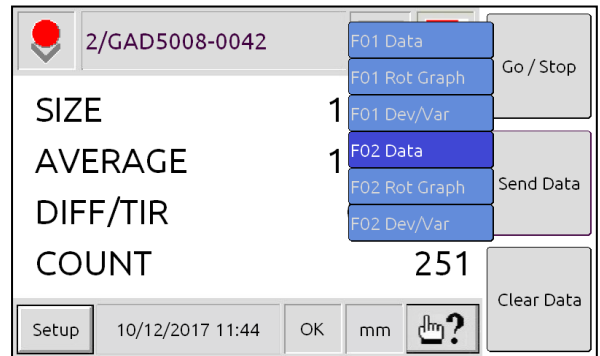 2/GAD5008-0042
F01 Data
F01 Rot Graph
F01 Dev/Var
F02 Data
F02 Rot Graph
F02 Dev/Var
Go / Stop
SIZE 1
AVERAGE 1
DIFF/TIR
COUNT 251
Send Data
Clear Data
Setup 10/12/2017 11:44 OK mm ?